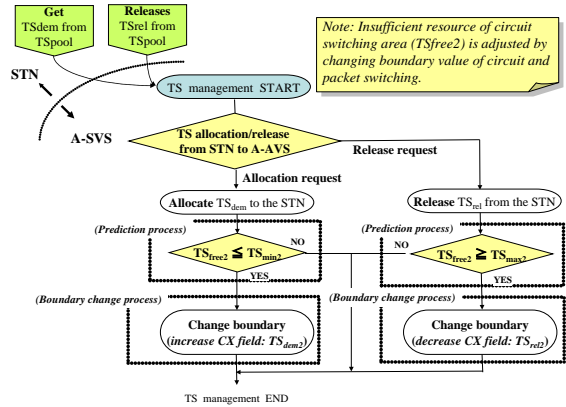 Get
TSdem from
TSpool
Releases
TSrel from
TSpool
Note: Insufficient resource of circuit
switching area (TSfree2) is adjusted by
changing boundary value of circuit and
packet switching.
STN
A-SVS
TS management START
TS allocation/release
from STN to A-AVS
Release request
Allocation request
Allocate TSdem to the STN
Release TSrel from the STN
(Prediction process)
(Prediction process)
TSfree2 ≦ TSmin2
NO
NO
TSfree2 ≧ TSmax2
YES
YES
(Boundary change process)
(Boundary change process)
Change boundary
(increase CX field: TSdem2)
Change boundary
(decrease CX field: TSrel2)
TS management END